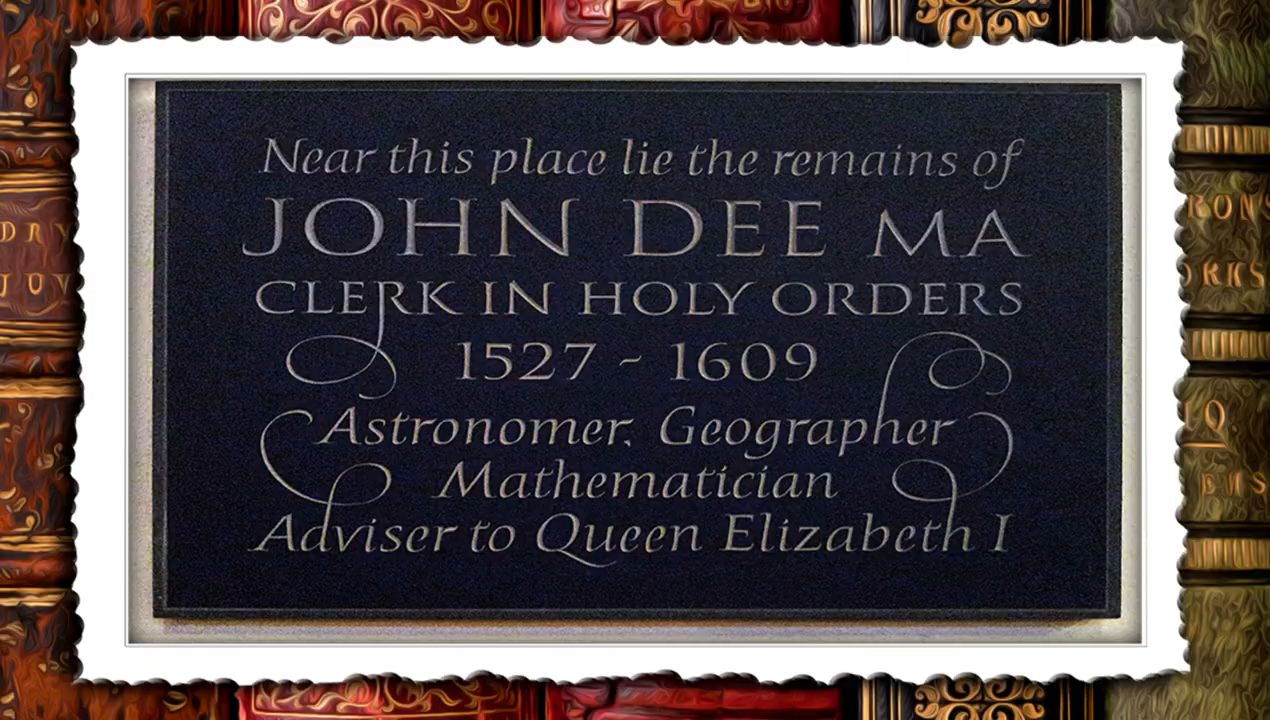 Near this place lie the remains of
JOHN DEE MA
CLERK IN HOLY ORDERS
1527 - 1609
Astronomer, Geographer
Mathematician
Adviser to Queen Elizabeth I